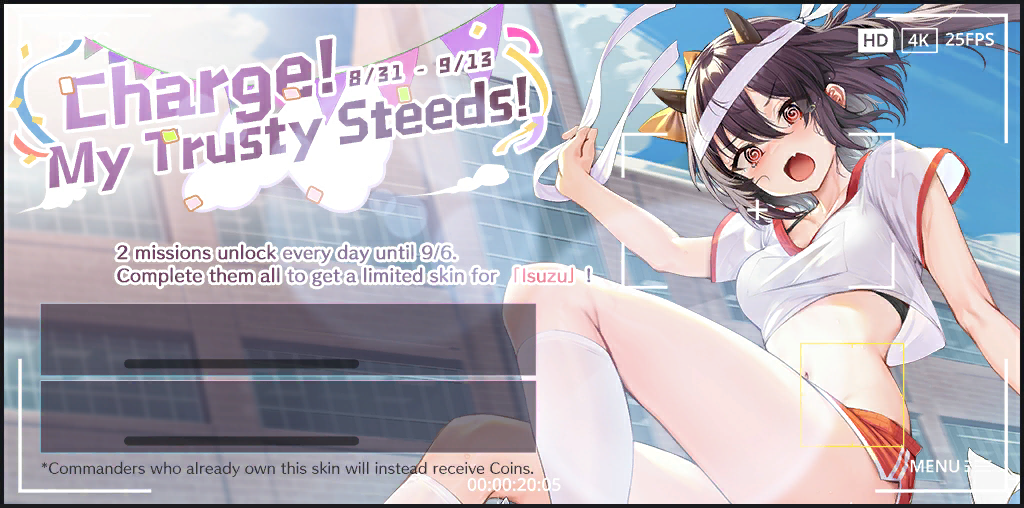 Charge!
8/31 - 9/13
My Trusty Steeds!
HD 4K 25FPS
2 missions unlock every day until 9/6.
Complete them all to get a limited skin for 「Isuzu」!
*Commanders who already own this skin will instead receive Coins.
MENU
00:00:20:05